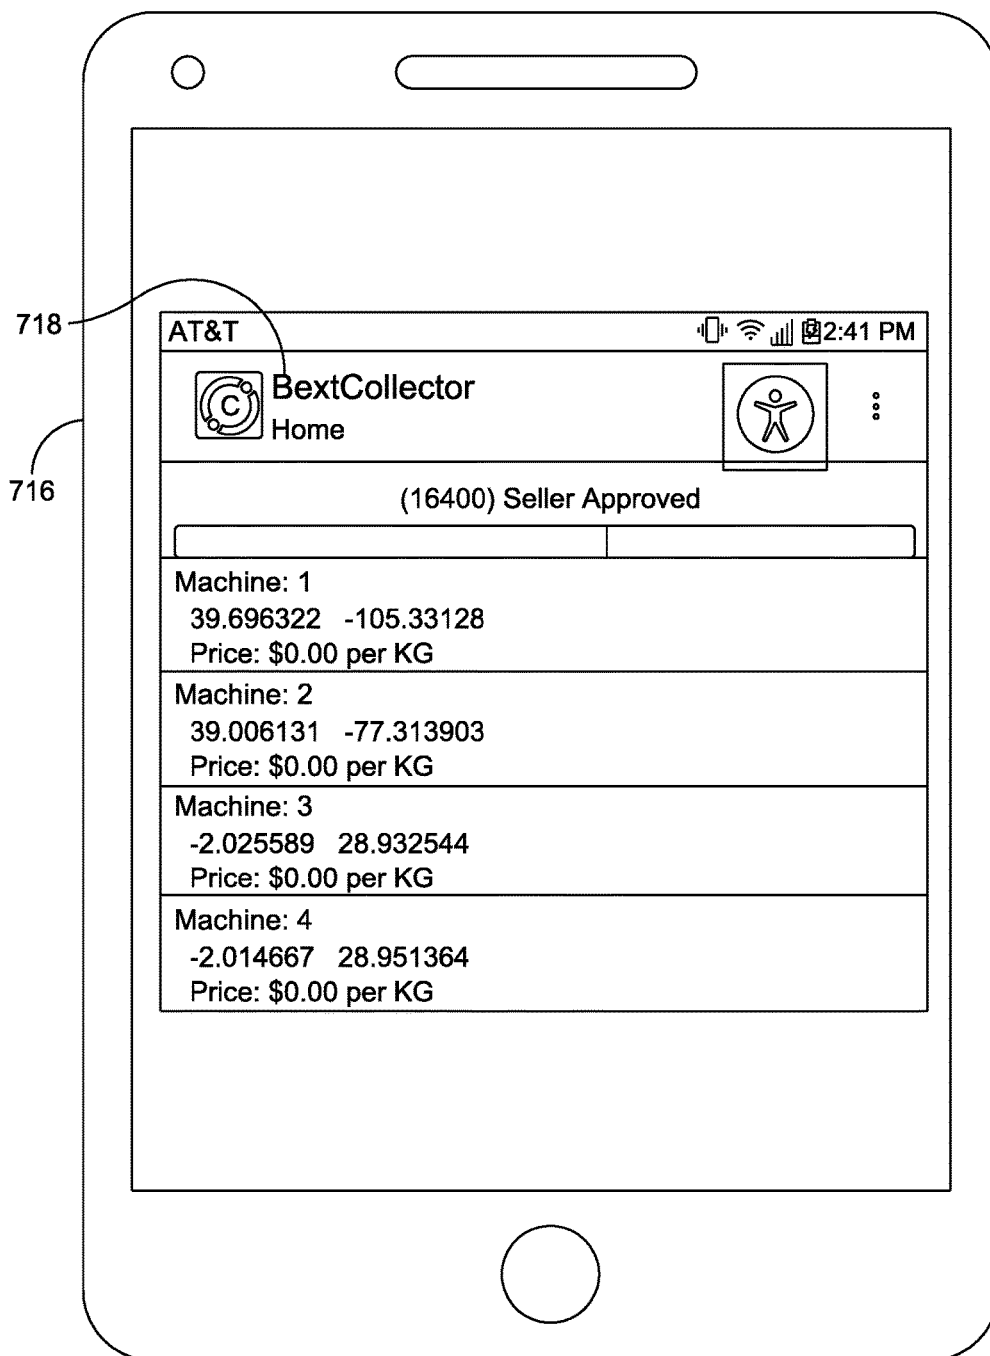 718
AT&T 2:41 PM
C
BextCollector
Home
716
(16400) Seller Approved
Machine: 1
39.696322 -105.33128
Price: $0.00 per KG
Machine: 2
39.006131 -77.313903
Price: $0.00 per KG
Machine: 3
-2.025589 28.932544
Price: $0.00 per KG
Machine: 4
-2.014667 28.951364
Price: $0.00 per KG